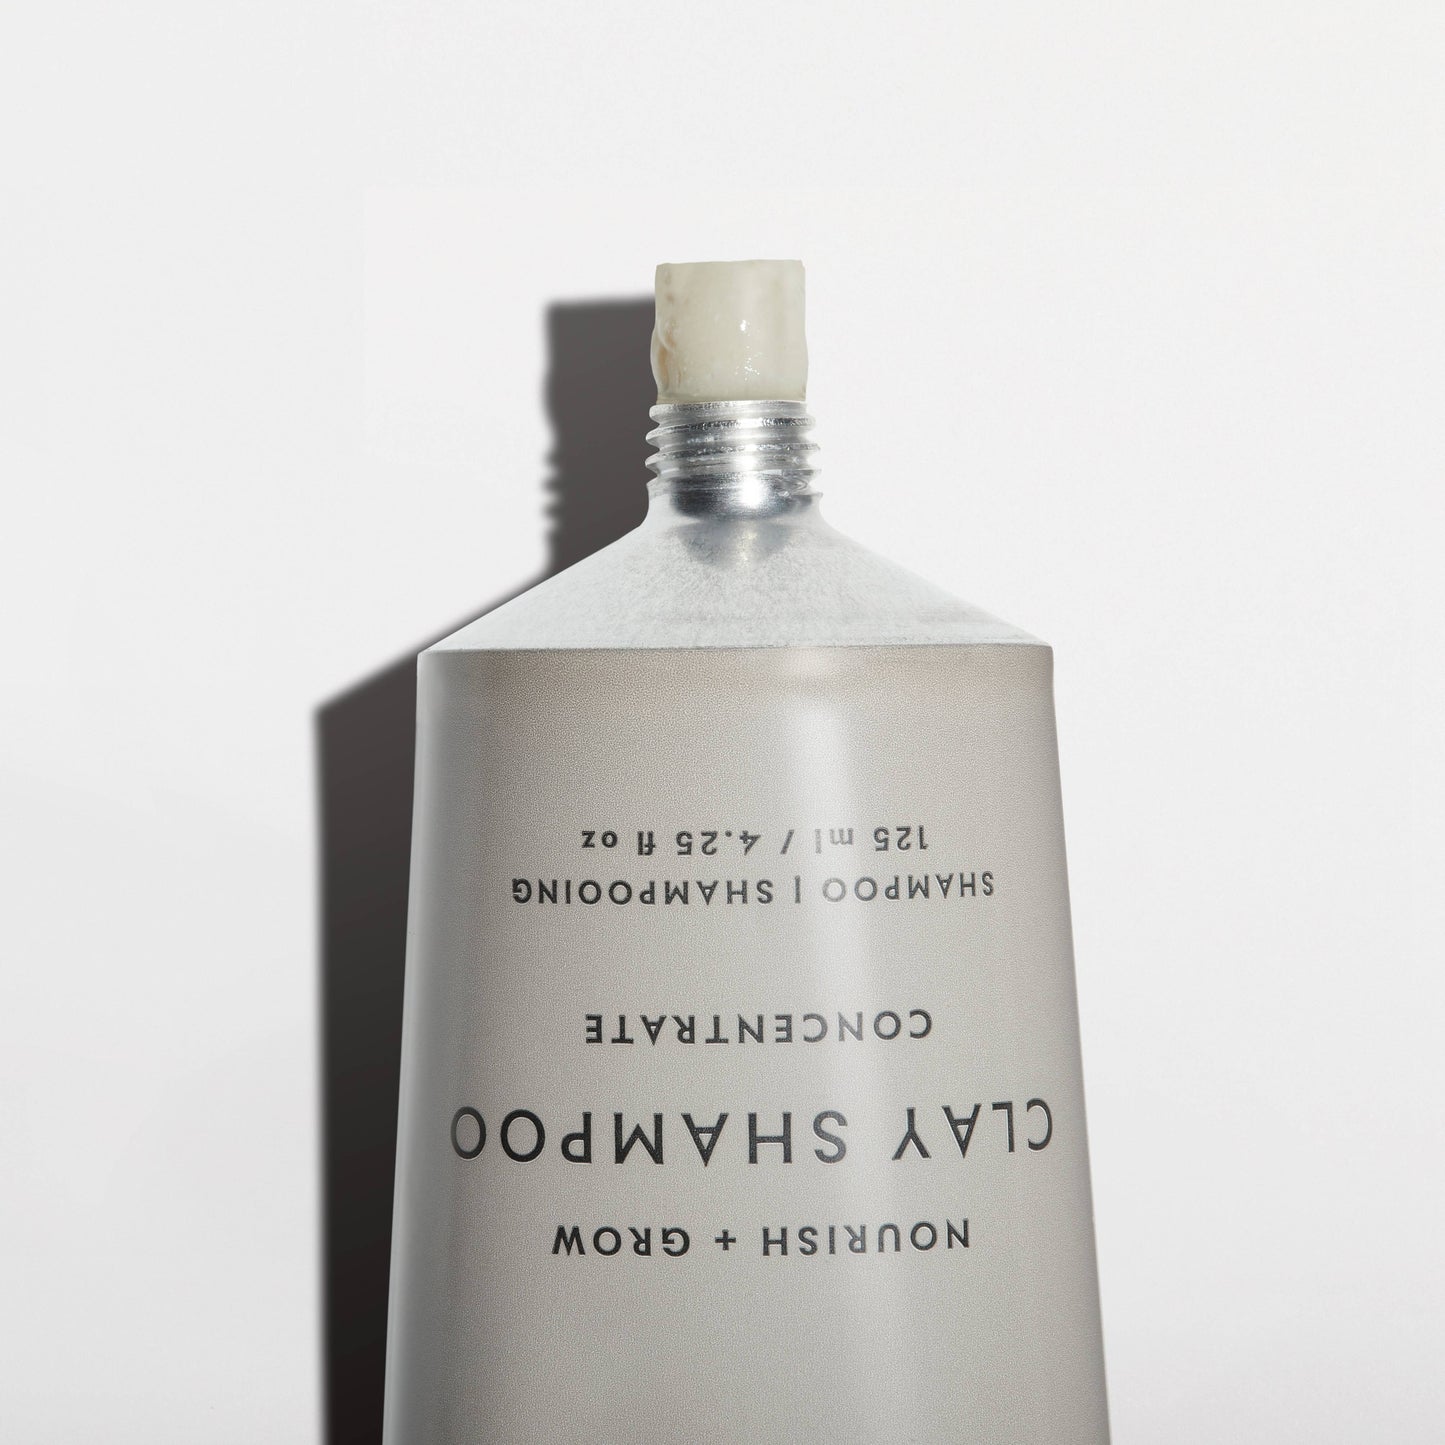 NOURISH + GROW
CLAY SHAMPOO
CONCENTRATE
SHAMPOO | SHAMPOOING
125 ml / 4.25 fl oz